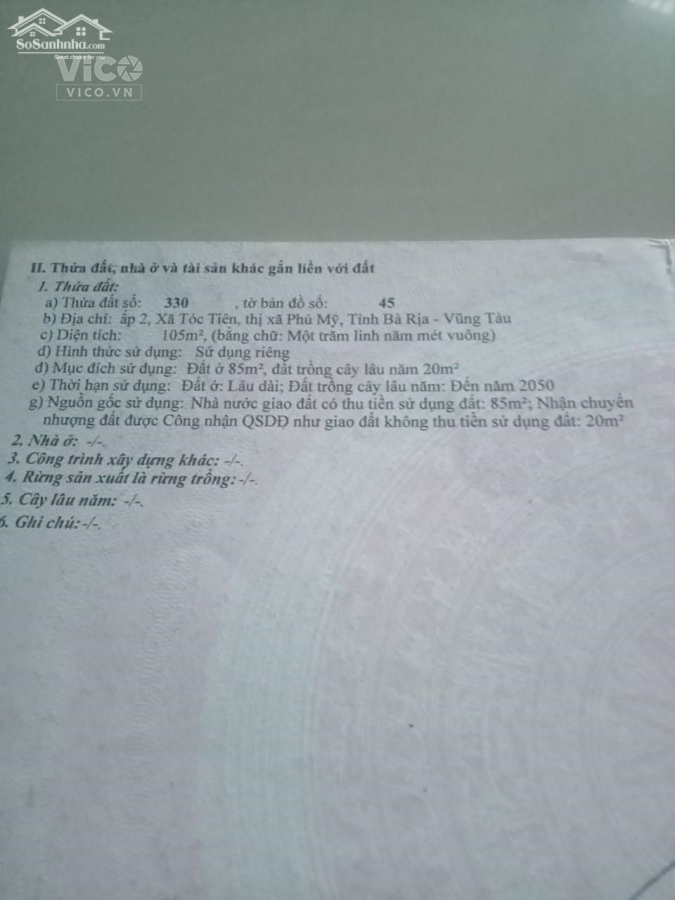 SoSanhnha.com
Great choice for you
VICO
VICO.VN
II. Thửa đất, nhà ở và tài sản khác gắn liền với đất
1. Thửa đất:
a) Thửa đất số: 330 , tờ bản đồ số: 45
b) Địa chỉ: ấp 2, Xã Tóc Tiên, thị xã Phú Mỹ, Tỉnh Bà Rịa - Vũng Tàu
c) Diện tích: 105m², (bằng chữ: Một trăm linh năm mét vuông)
d) Hình thức sử dụng: Sử dụng riêng
đ) Mục đích sử dụng: Đất ở 85m², đất trồng cây lâu năm 20m²
e) Thời hạn sử dụng: Đất ở: Lâu dài; Đất trồng cây lâu năm: Đến năm 2050
g) Nguồn gốc sử dụng: Nhà nước giao đất có thu tiền sử dụng đất: 85m²; Nhận chuyển
nhượng đất được Công nhận QSDĐ như giao đất không thu tiền sử dụng đất: 20m²
2. Nhà ở: -/-.
3. Công trình xây dựng khác: -/-.
4. Rừng sản xuất là rừng trồng: -/-.
5. Cây lâu năm: -/-.
6. Ghi chú: -/-.